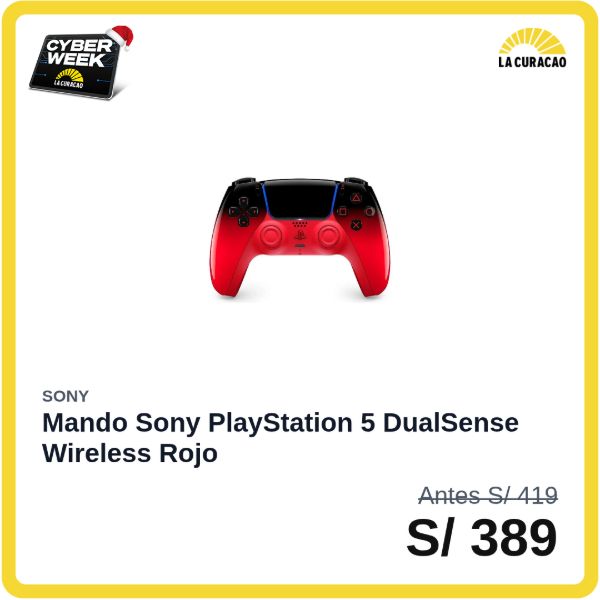 CYBER
WEEK
LA CURACAO
LA CURACAO
SONY
Mando Sony PlayStation 5 DualSense
Wireless Rojo
Antes S/ 419
S/ 389